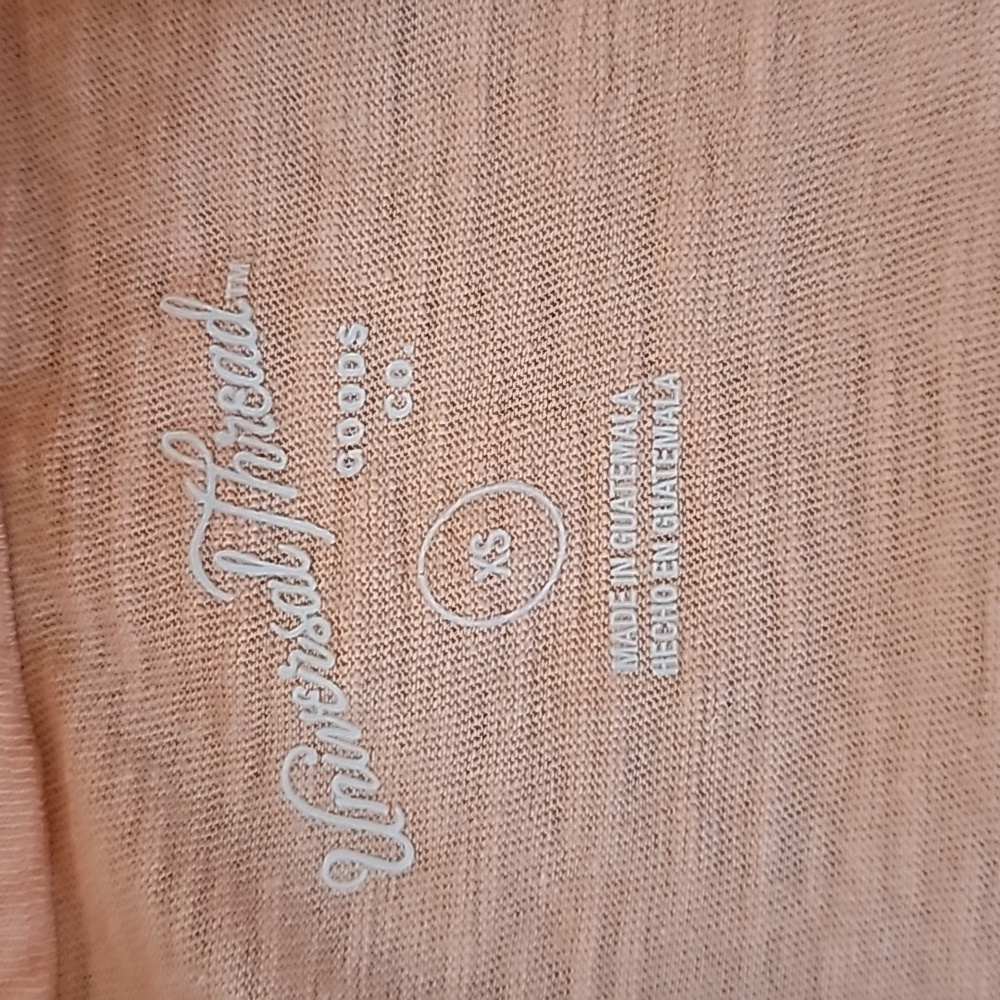 Universal Thread™
GOODS
CO.
XS
MADE IN GUATEMALA
HECHO EN GUATEMALA